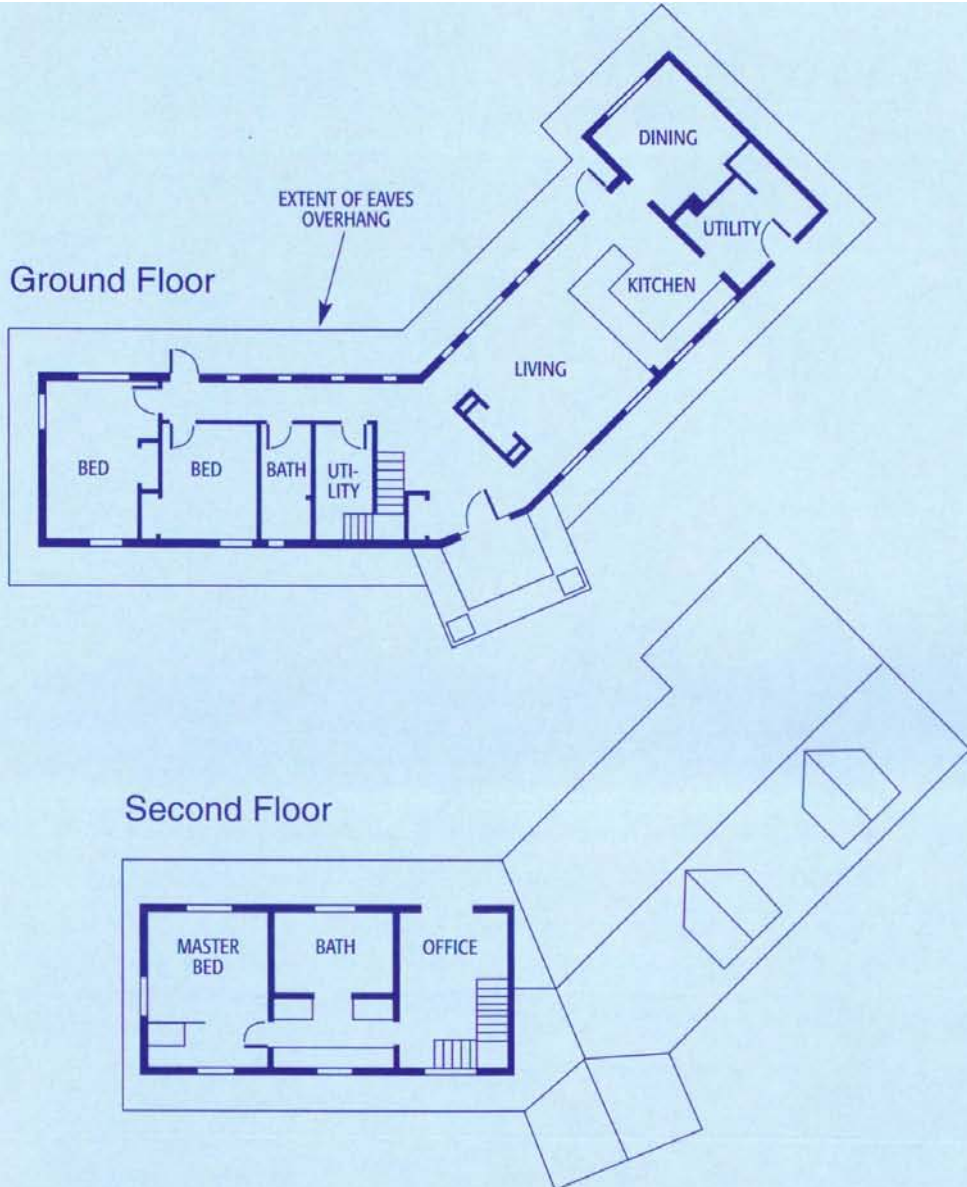 EXTENT OF EAVES
OVERHANG
Ground Floor
DINING
UTILITY
KITCHEN
LIVING
BED
BED
BATH
UTI-
LITY
Second Floor
MASTER
BED
BATH
OFFICE